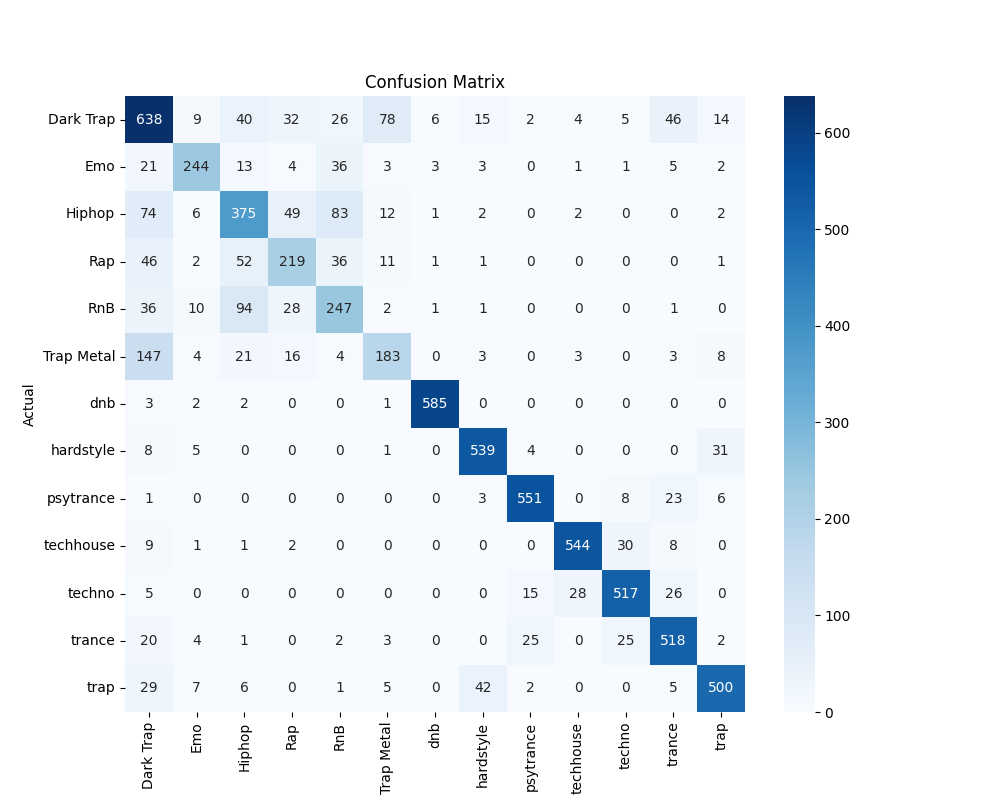 Confusion Matrix
Dark Trap 638 9 40 32 26 78 6 15 2 4 5 46 14
Emo 21 244 13 4 36 3 3 3 0 1 1 5 2
Hiphop 74 6 375 49 83 12 1 2 0 2 0 0 2
Rap 46 2 52 219 36 11 1 1 0 0 0 0 1
RnB 36 10 94 28 247 2 1 1 0 0 0 1 0
Trap Metal 147 4 21 16 4 183 0 3 0 3 0 3 8
dnb 3 2 2 0 0 1 585 0 0 0 0 0 0
hardstyle 8 5 0 0 0 1 0 539 4 0 0 0 31
psytrance 1 0 0 0 0 0 0 3 551 0 8 23 6
techhouse 9 1 1 2 0 0 0 0 0 544 30 8 0
techno 5 0 0 0 0 0 0 0 15 28 517 26 0
trance 20 4 1 0 2 3 0 0 25 0 25 518 2
trap 29 7 6 0 1 5 0 42 2 0 0 5 500
Actual
Dark Trap
Emo
Hiphop
Rap
RnB
Trap Metal
dnb
hardstyle
psytrance
techhouse
techno
trance
trap
600
500
400
300
200
100
0